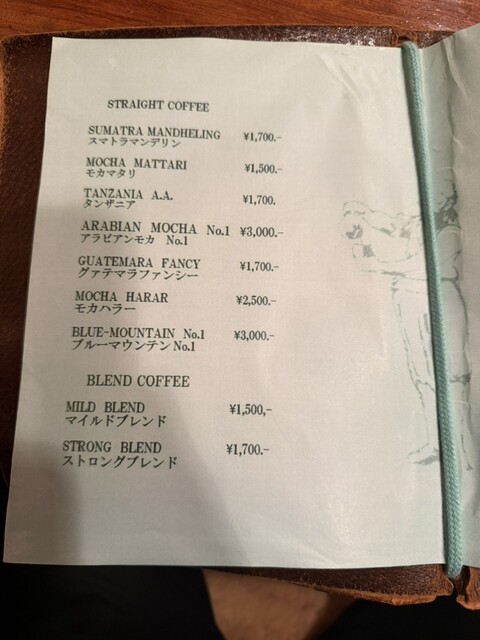 STRAIGHT COFFEE
SUMATRA MANDHELING ¥1,700.-
スマトラマンデリン
MOCHA MATTARI ¥1,500.-
モカマタリ
TANZANIA A.A. ¥1,700.
タンザニア
ARABIAN MOCHA No.1 ¥3,000.-
アラビアンモカ No.1
GUATEMARA FANCY ¥1,700.-
グァテマラファンシー
MOCHA HARAR ¥2,500.-
モカハラー
BLUE-MOUNTAIN No.1 ¥3,000.-
ブルーマウンテン No.1
BLEND COFFEE
MILD BLEND ¥1,500,-
マイルドブレンド
STRONG BLEND ¥1,700.-
ストロングブレンド